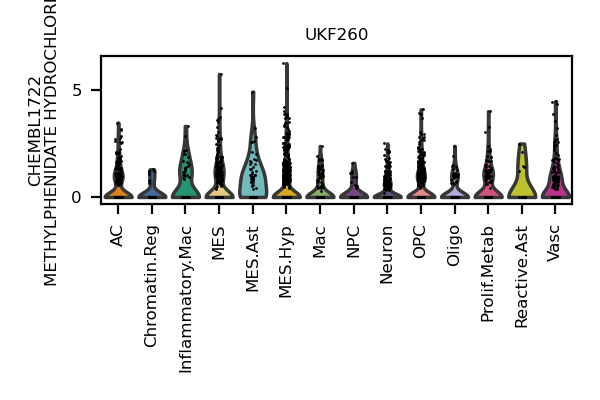 UKF260
CHEMBL1722
METHYLPHENIDATE HYDROCHLORI
5
0
AC
Chromatin.Reg
Inflammatory.Mac
MES
MES.Ast
MES.Hyp
Mac
NPC
Neuron
OPC
Oligo
Prolif.Metab
Reactive.Ast
Vasc